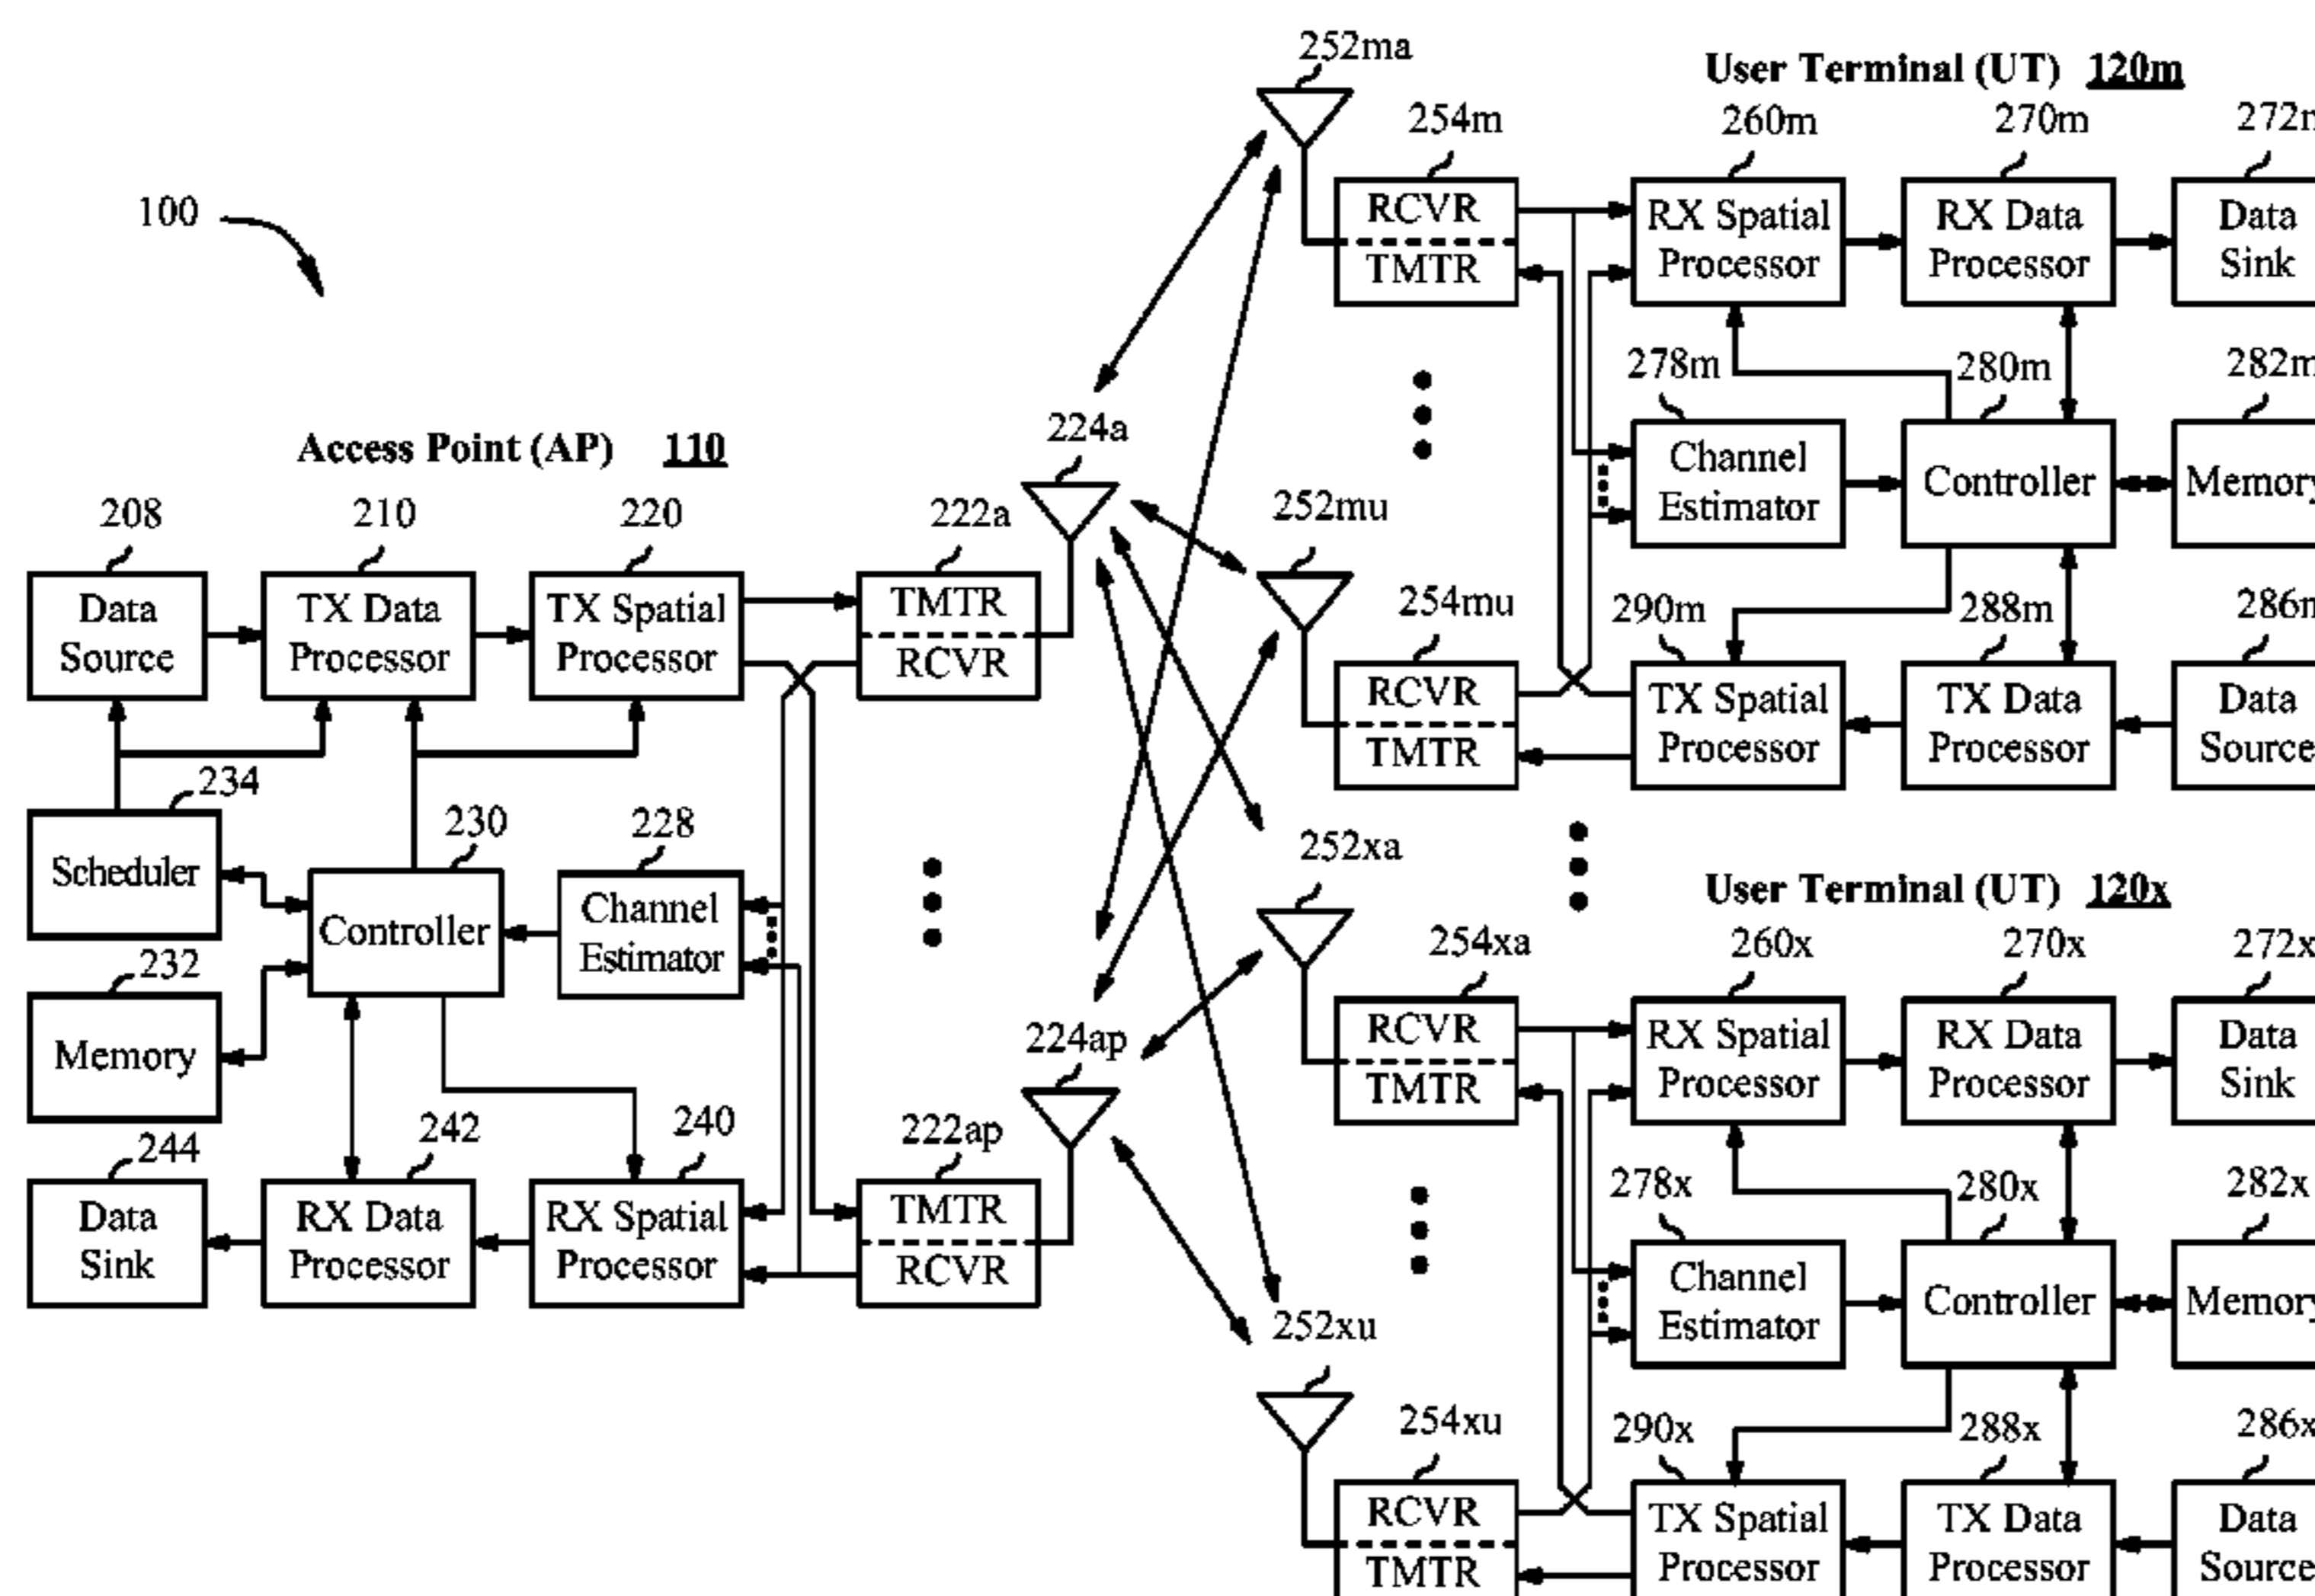 100
Access Point (AP) 110
208
210
220
222a
224a
Data
Source
TX Data
Processor
TX Spatial
Processor
TMTR
RCVR
234
230
228
Scheduler
Controller
Channel
Estimator
232
Memory
224ap
244
242
240
222ap
Data
Sink
RX Data
Processor
RX Spatial
Processor
TMTR
RCVR
252ma
User Terminal (UT) 120m
254m
260m
270m
RCVR
TMTR
RX Spatial
Processor
RX Data
Processor
Data
Sink
278m
280m
Channel
Estimator
Controller
252mu
254mu
290m
288m
RCVR
TMTR
TX Spatial
Processor
TX Data
Processor
Data
Source
252xa
User Terminal (UT) 120x
254xa
260x
270x
272x
RCVR
TMTR
RX Spatial
Processor
RX Data
Processor
Data
Sink
278x
280x
282x
Channel
Estimator
Controller
252xu
254xu
290x
288x
286x
RCVR
TMTR
TX Spatial
Processor
TX Data
Processor
Data
Source